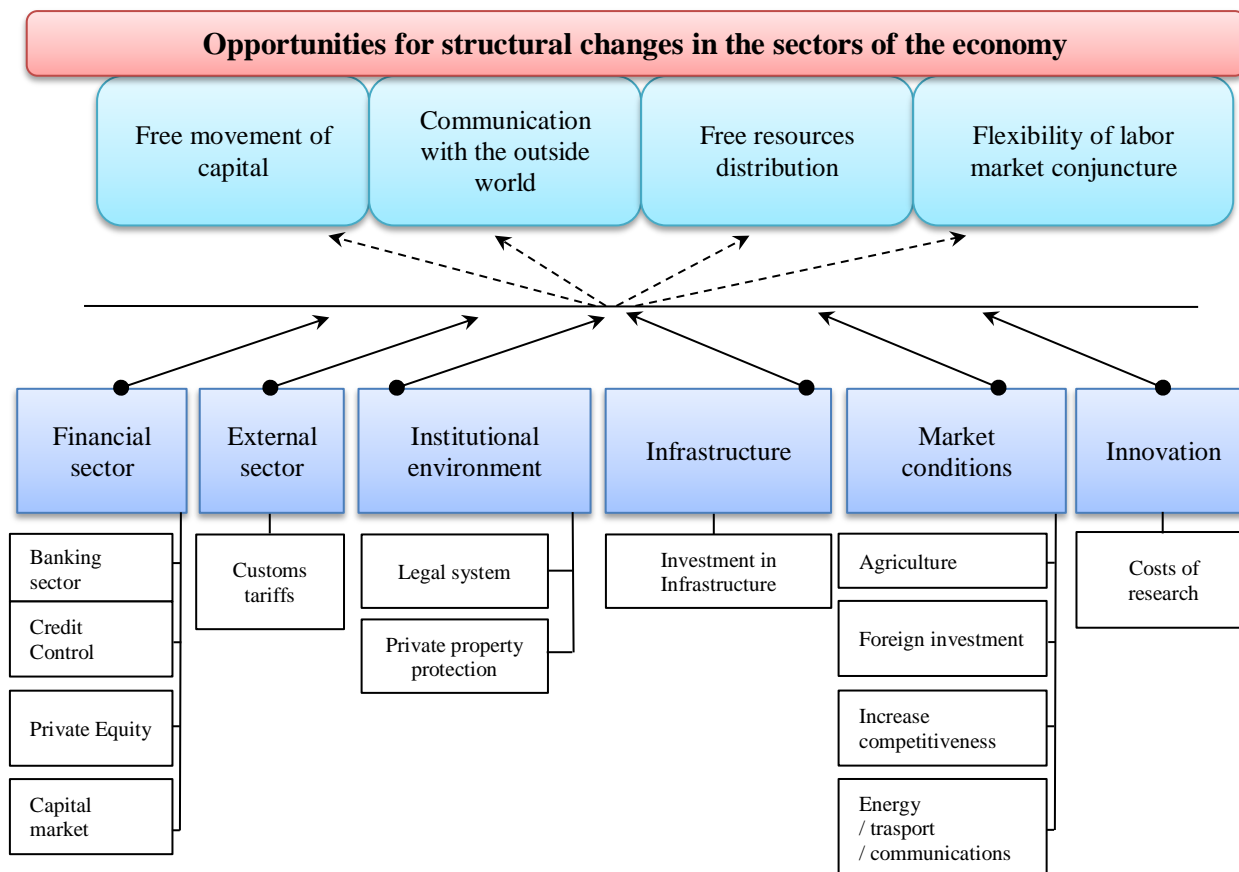 Opportunities for structural changes in the sectors of the economy
Free movement of
capital
Communication
with the outside
world
Free resources
distribution
Flexibility of labor
market conjuncture
Financial
sector
External
sector
Institutional
environment
Infrastructure
Market
conditions
Innovation
Banking
sector
Credit
Control
Private Equity
Capital
market
Customs
tariffs
Legal system
Private property
protection
Investment in
Infrastructure
Agriculture
Foreign investment
Increase
competitiveness
Energy
/ trasport
/ communications
Costs of
research